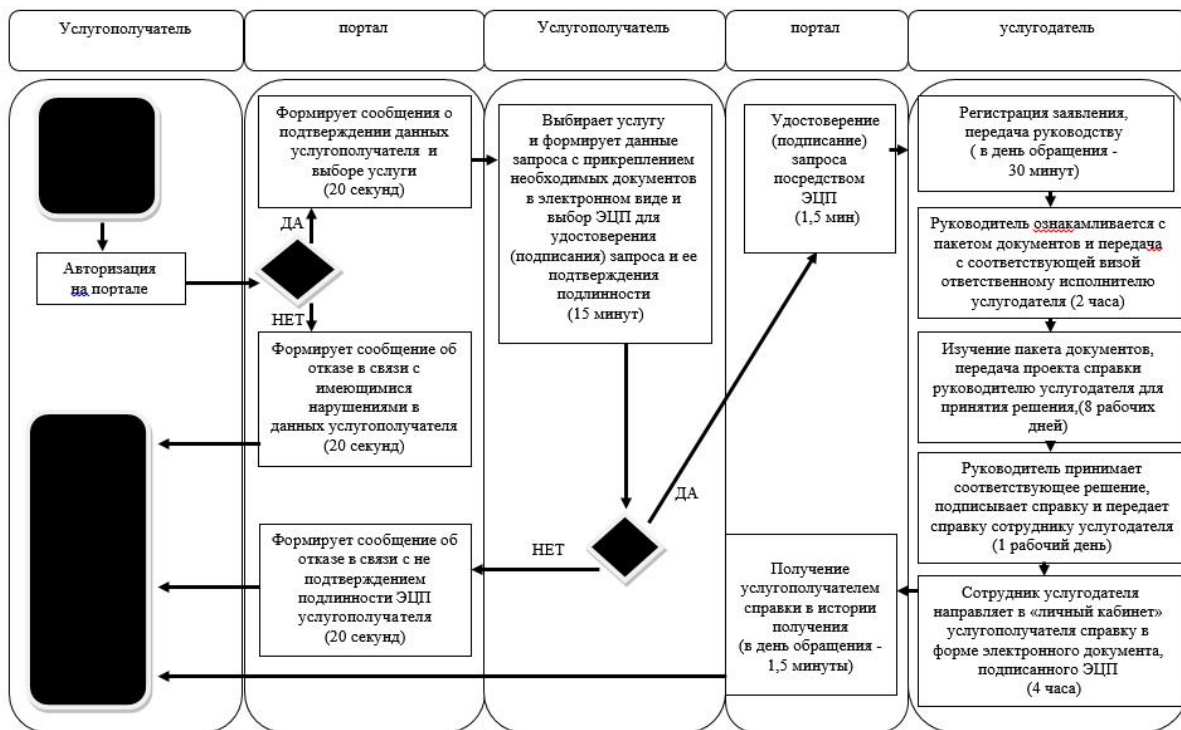 Услугополучатель
портал
Услугополучатель
портал
услугодатель
Авторизация
на портале
Формирует сообщения о
подтверждении данных
услугополучателя и
выборе услуги
(20 секунд)
ДА
НЕТ
Формирует сообщение об
отказе в связи с
имеющимися
нарушениями в
данных услугополучателя
(20 секунд)
Формирует сообщение об
отказе в связи с не
подтверждением
подлинности ЭЦП
услугополучателя
(20 секунд)
Выбирает услугу
и формирует данные
запроса с прикреплением
необходимых документов
в электронном виде и
выбор ЭЦП для
удостоверения
(подписания) запроса и ее
подтверждения
подлинности
(15 минут)
ДА
НЕТ
Удостоверение
(подписание)
запроса
посредством
ЭЦП
(1,5 мин)
Получение
услугополучателем
справки в истории
получения
(в день обращения -
1,5 минуты)
Регистрация заявления,
передача руководству
( в день обращения -
30 минут)
Руководитель ознакамливается с
пакетом документов и передача
с соответствующей визой
ответственному исполнителю
услугодателя (2 часа)
Изучение пакета документов,
передача проекта справки
руководителю услугодателя для
принятия решения,(8 рабочих
дней)
Руководитель принимает
соответствующее решение,
подписывает справку и передает
справку сотруднику услугодателя
(1 рабочий день)
Сотрудник услугодателя
направляет в «личный кабинет»
услугополучателя справку в
форме электронного документа,
подписанного ЭЦП
(4 часа)